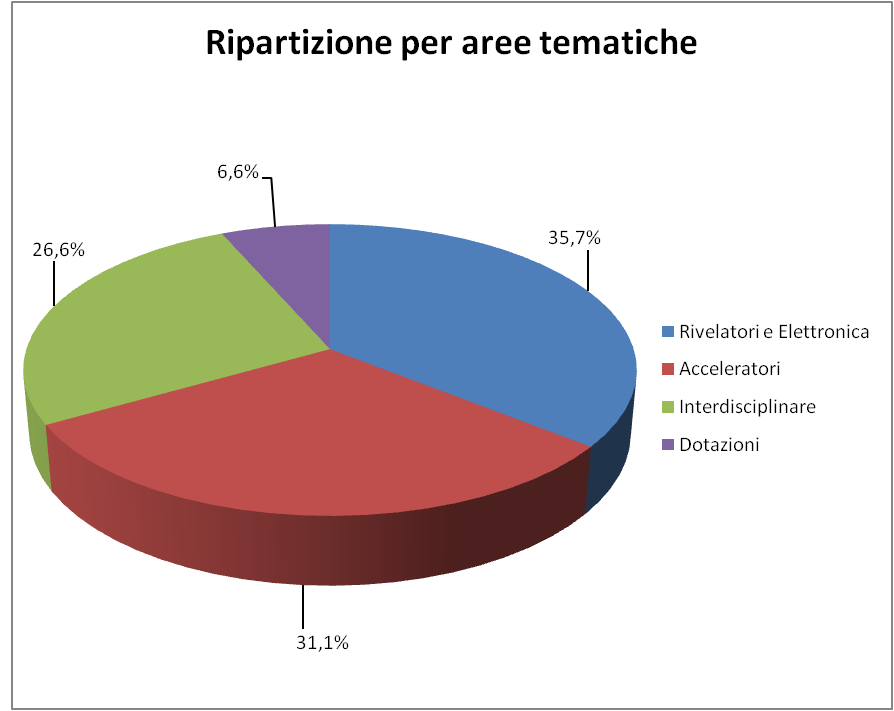 Ripartizione per aree tematiche
6,6%
35,7%
26,6%
Rivelatori e Elettronica
Acceleratori
Interdisciplinare
Dotazioni
31,1%